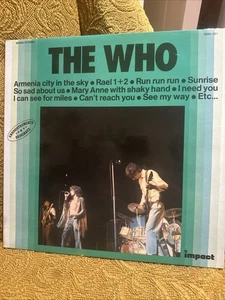 THE WHO
Armenia city in the sky • Rael 1+2 • Run run run • Sunrise
So sad about us • Mary Anne with shaky hand • I need you
I can see for miles • Can't reach you • See my way • Etc...
impact